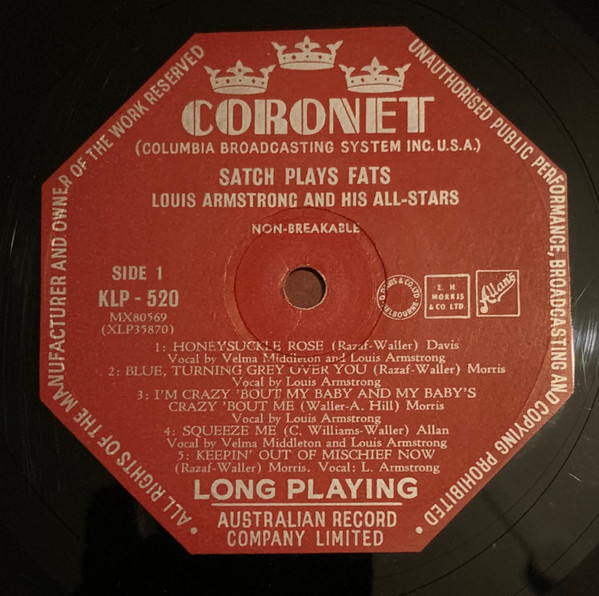 ALL RIGHTS OF THE MANUFACTURER AND OWNER OF THE WORK RESERVED
UNAUTHORISED PUBLIC PERFORMANCE, BROADCASTING AND COPYING PROHIBITED
CORONET
(COLUMBIA BROADCASTING SYSTEM INC. U.S.A.)
SATCH PLAYS FATS
LOUIS ARMSTRONG AND HIS ALL-STARS
NON-BREAKABLE
SIDE 1
KLP - 520
MX80569
(XLP35870)
& CO. LTD.
MELBOURNE
E. H.
MORRIS
& CO LTD
Allan's
1: HONEYSUCKLE ROSE (Razaf-Waller) Davis
Vocal by Velma Middleton and Louis Armstrong
2: BLUE, TURNING GREY OVER YOU (Razaf-Waller) Morris
Vocal by Louis Armstrong
3: I'M CRAZY 'BOUT MY BABY AND MY BABY'S
CRAZY 'BOUT ME (Waller-A. Hill) Morris
Vocal by Louis Armstrong
4: SQUEEZE ME (C. Williams-Waller) Allan
Vocal by Velma Middleton and Louis Armstrong
5: KEEPIN' OUT OF MISCHIEF NOW
(Razaf-Waller) Morris. Vocal: L. Armstrong
LONG PLAYING
AUSTRALIAN RECORD
COMPANY LIMITED